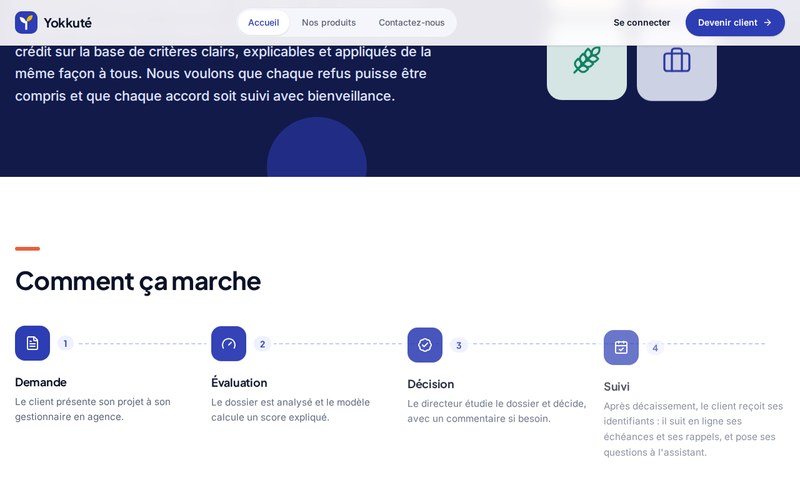 Yokkuté
Accueil
Nos produits
Contactez-nous
Se connecter
Devenir client →
crédit sur la base de critères clairs, explicables et appliqués de la
même façon à tous. Nous voulons que chaque refus puisse être
compris et que chaque accord soit suivi avec bienveillance.
Comment ça marche
1
2
3
4
Demande
Le client présente son projet à son
gestionnaire en agence.
Évaluation
Le dossier est analysé et le modèle
calcule un score expliqué.
Décision
Le directeur étudie le dossier et décide,
avec un commentaire si besoin.
Suivi
Après décaissement, le client reçoit ses
identifiants : il suit en ligne ses
échéances et ses rappels, et pose ses
questions à l'assistant.